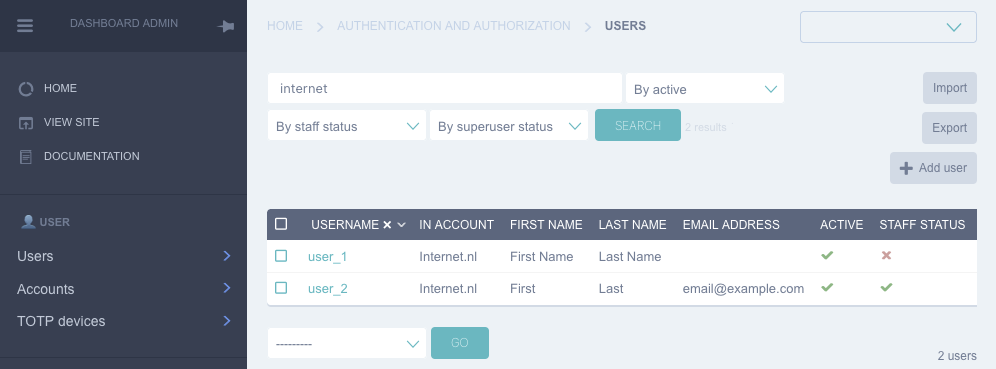 DASHBOARD ADMIN
HOME
VIEW SITE
DOCUMENTATION
USER
Users
Accounts
TOTP devices
HOME AUTHENTICATION AND AUTHORIZATION USERS
internet
By active
Import
By staff status
By superuser status
SEARCH
2 results
Export
Add user
USERNAME IN ACCOUNT FIRST NAME LAST NAME EMAIL ADDRESS ACTIVE STAFF STATUS
user_1 Internet.nl First Name Last Name
user_2 Internet.nl First Last email@example.com
---------
GO
2 users